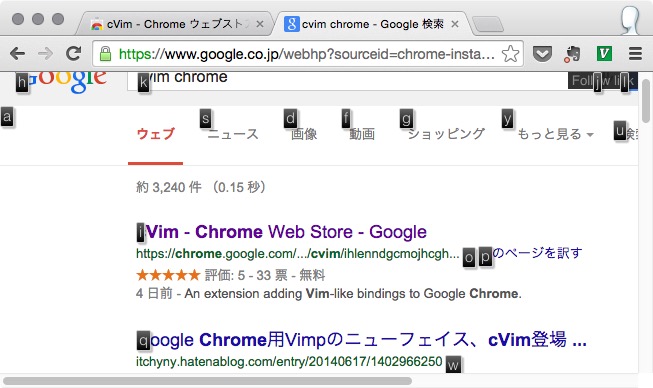 cVim - Chrome ウェブスト
cvim chrome - Google 検索
https://www.google.co.jp/webhp?sourceid=chrome-insta...
Google
h
k
vim chrome
Follow link
j
l
a
ウェブ
s
ニュース
d
画像
f
動画
g
ショッピング
y
もっと見る
u
検索
約 3,240 件 （0.15 秒）
i
Vim - Chrome Web Store - Google
https://chrome.google.com/.../cvim/ihlenndgcmojhcgh...
o
p
のページを訳す
★★★★★ 評価: 5 - 33 票 - 無料
4 日前 - An extension adding Vim-like bindings to Google Chrome.
q
oogle Chrome用Vimpのニューフェイス、cVim登場 ...
itchyny.hatenablog.com/entry/20140617/1402966250
w